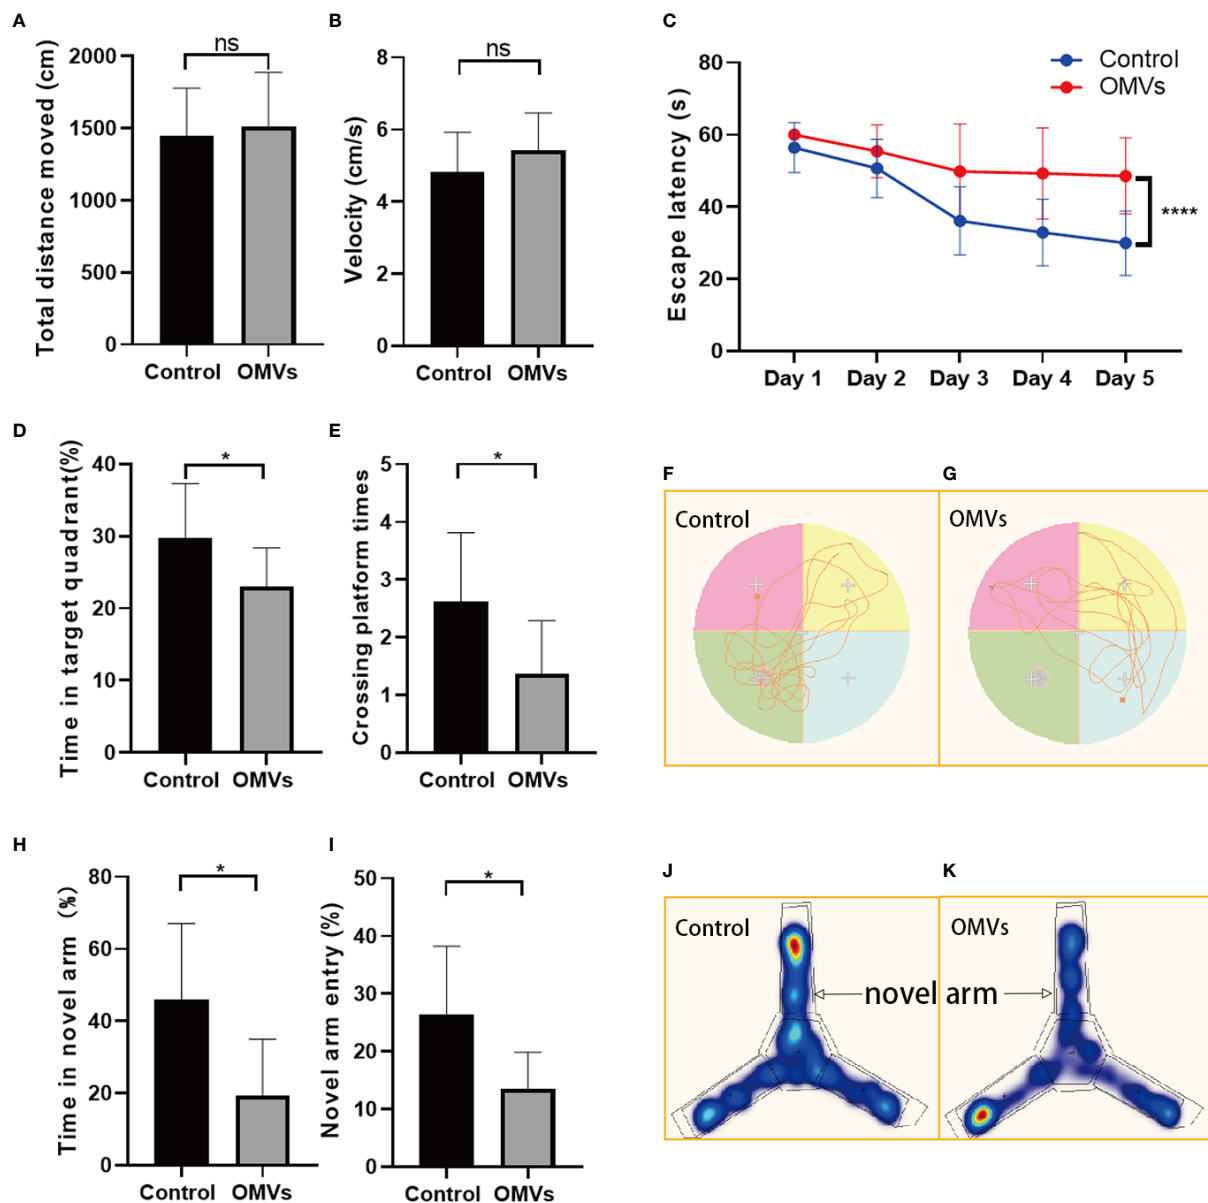 A
Total distance moved (cm)
2000
1500
1000
500
0
ns
Control OMVs
B
Velocity (cm/s)
8
6
4
2
0
ns
Control OMVs
C
Escape latency (s)
80
60
40
20
0
Control
OMVs
****
Day 1 Day 2 Day 3 Day 4 Day 5
D
Time in target quadrant(%)
40
30
20
10
0
*
Control OMVs
E
Crossing platform times
5
4
3
2
1
0
*
Control OMVs
F
Control
G
OMVs
H
Time in novel arm (%)
80
60
40
20
0
*
Control OMVs
I
Novel arm entry (%)
50
40
30
20
10
0
*
Control OMVs
J
Control
K
OMVs
novel arm